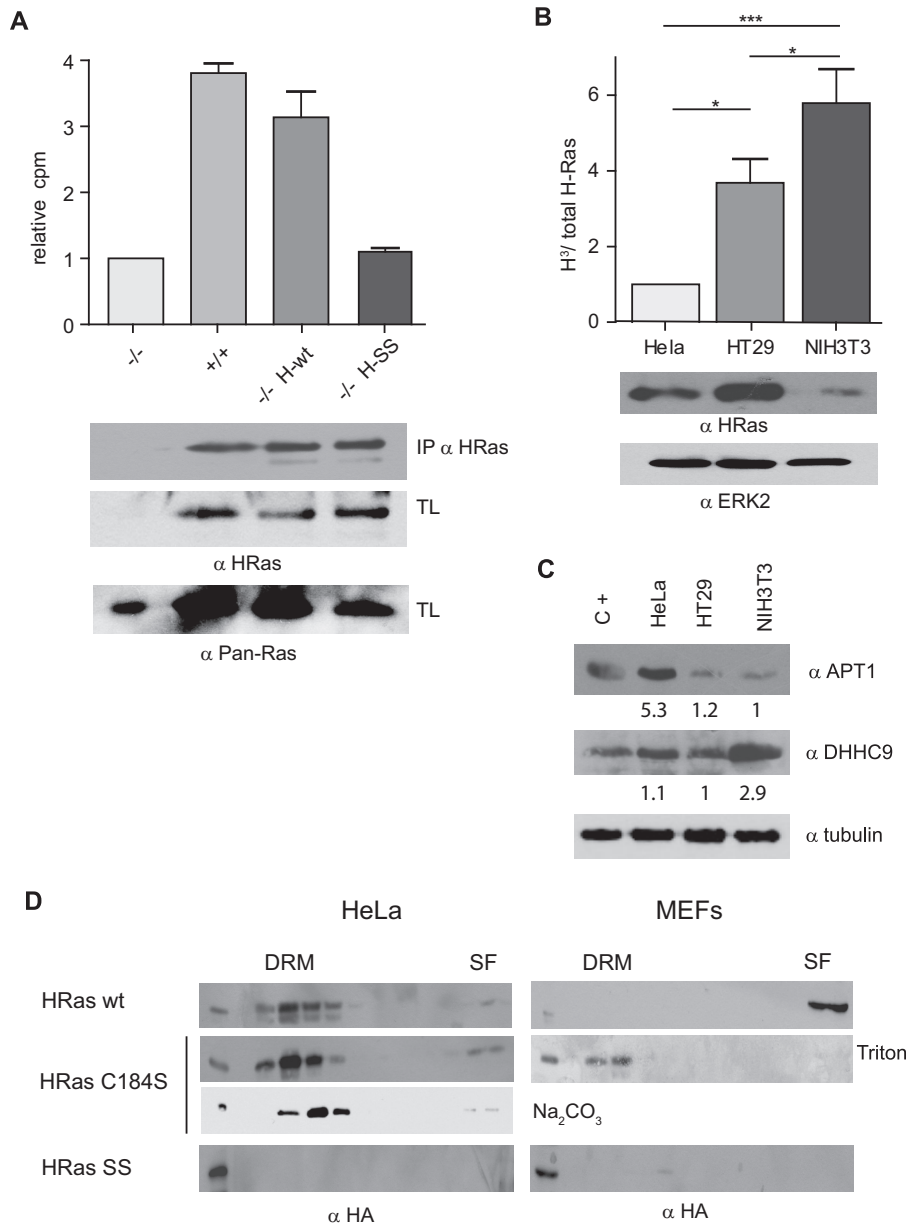 A
relative cpm
4
3
2
1
0
-/-
+/+
-/- H-wt
-/- H-SS
IP α HRas
TL
α HRas
TL
α Pan-Ras
B
***
*
*
H³/ total H-Ras
6
4
2
0
Hela HT29 NIH3T3
α HRas
α ERK2
C
C +
HeLa
HT29
NIH3T3
α APT1
5.3 1.2 1
α DHHC9
1.1 1 2.9
α tubulin
D
HeLa MEFs
DRM SF DRM SF
HRas wt
HRas C184S
Triton
Na₂CO₃
HRas SS
α HA α HA